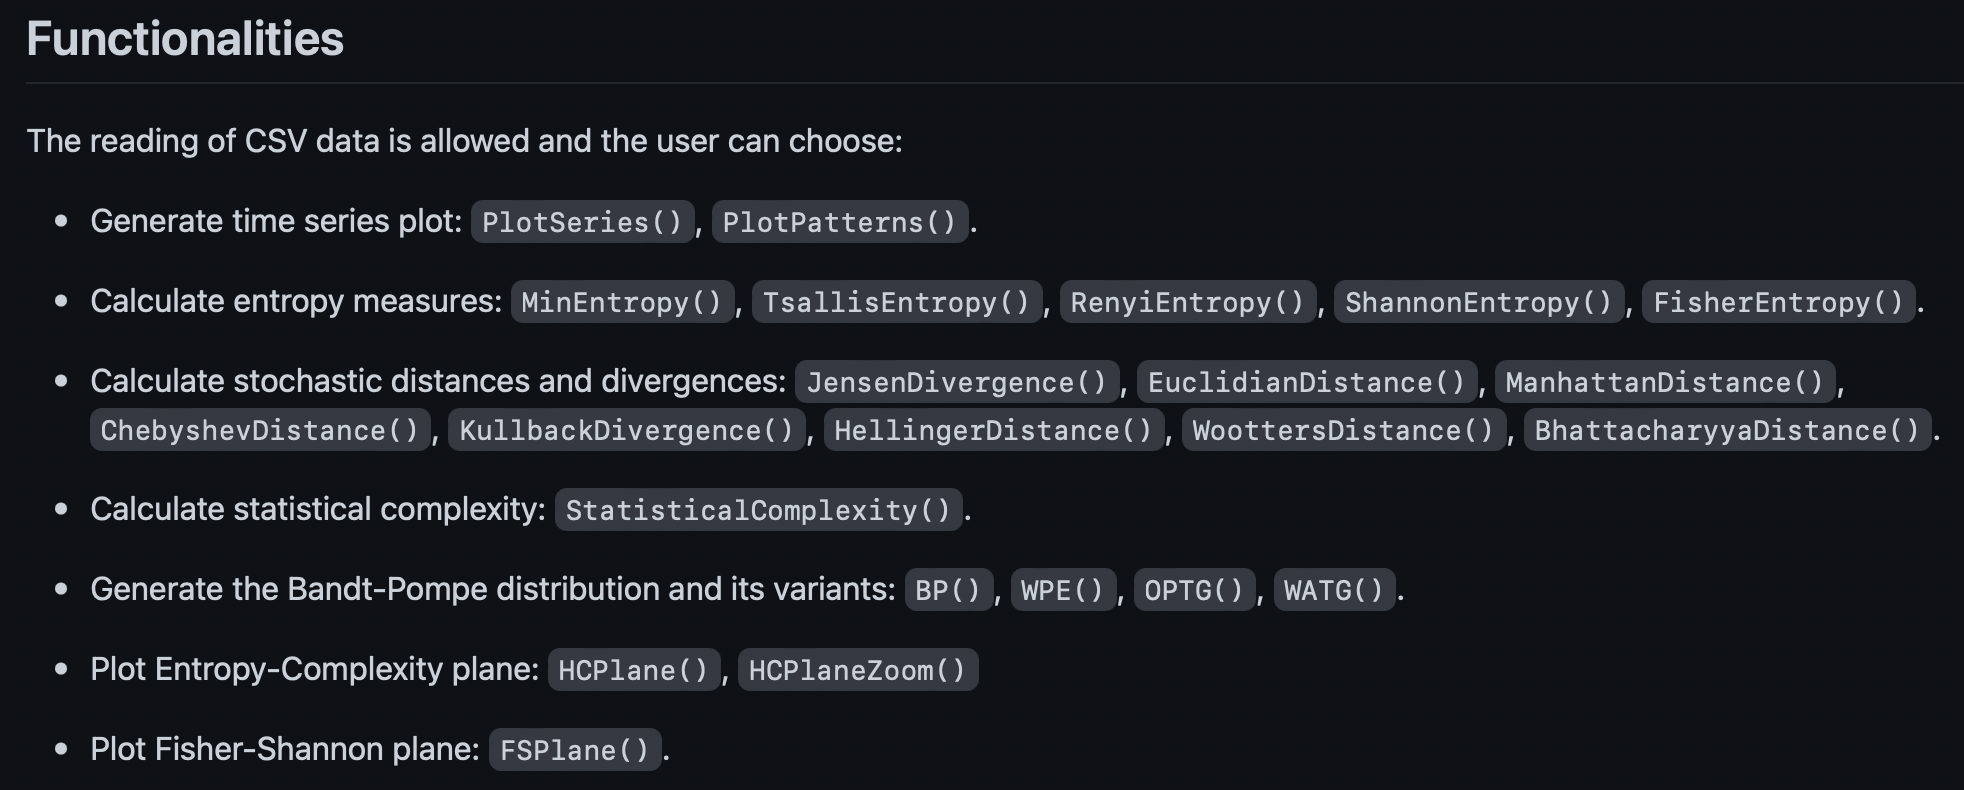 Functionalities
The reading of CSV data is allowed and the user can choose:
• Generate time series plot: PlotSeries(), PlotPatterns().
• Calculate entropy measures: MinEntropy(), TsallisEntropy(), RenyiEntropy(), ShannonEntropy(), FisherEntropy().
• Calculate stochastic distances and divergences: JensenDivergence(), EuclidianDistance(), ManhattanDistance(),
ChebyshevDistance(), KullbackDivergence(), HellingerDistance(), WoottersDistance(), BhattacharyyaDistance().
• Calculate statistical complexity: StatisticalComplexity().
• Generate the Bandt-Pompe distribution and its variants: BP(), WPE(), OPTG(), WATG().
• Plot Entropy-Complexity plane: HCPlane(), HCPlaneZoom()
• Plot Fisher-Shannon plane: FSPlane().